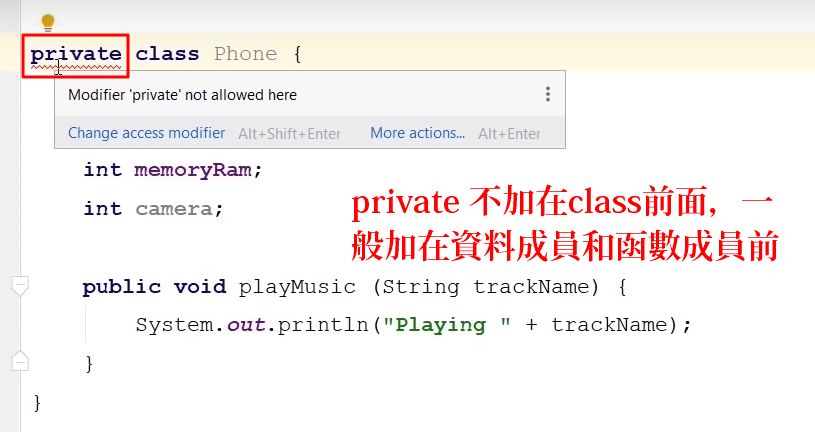 private class Phone {
Modifier 'private' not allowed here
Change access modifier Alt+Shift+Enter More actions... Alt+Enter
int memoryRam;
int camera;
private 不加在class前面，一
般加在資料成員和函數成員前
public void playMusic (String trackName) {
System.out.println("Playing " + trackName);
}
}